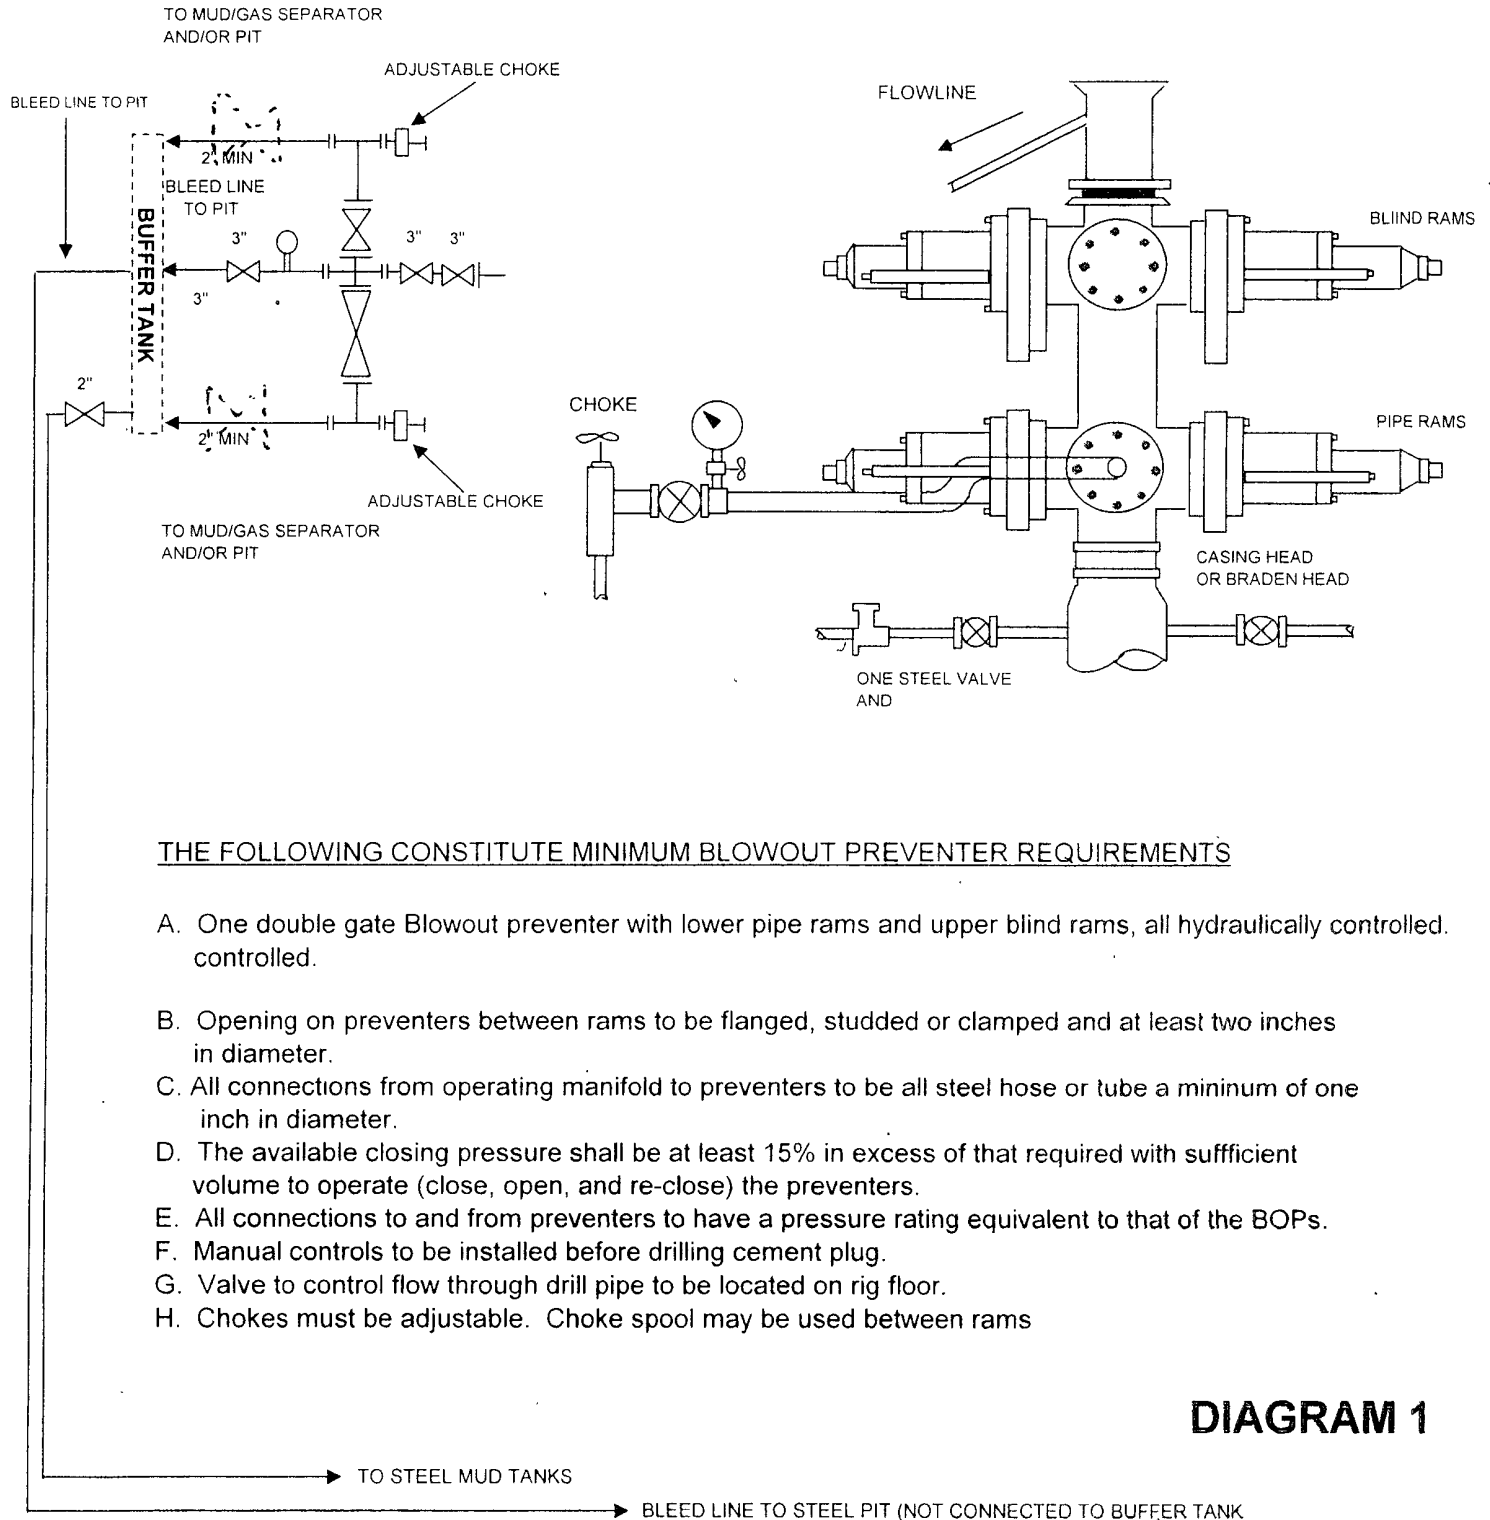 TO MUD/GAS SEPARATOR
AND/OR PIT
ADJUSTABLE CHOKE
BLEED LINE TO PIT
2" MIN
BLEED LINE
TO PIT
BUFFER TANK
3"
3"
3"
3"
2"
2" MIN
ADJUSTABLE CHOKE
TO MUD/GAS SEPARATOR
AND/OR PIT
FLOWLINE
BLIIND RAMS
CHOKE
PIPE RAMS
CASING HEAD
OR BRADEN HEAD
ONE STEEL VALVE
AND
THE FOLLOWING CONSTITUTE MINIMUM BLOWOUT PREVENTER REQUIREMENTS
A. One double gate Blowout preventer with lower pipe rams and upper blind rams, all hydraulically controlled.
controlled.
B. Opening on preventers between rams to be flanged, studded or clamped and at least two inches
in diameter.
C. All connections from operating manifold to preventers to be all steel hose or tube a mininum of one
inch in diameter.
D. The available closing pressure shall be at least 15% in excess of that required with suffficient
volume to operate (close, open, and re-close) the preventers.
E. All connections to and from preventers to have a pressure rating equivalent to that of the BOPs.
F. Manual controls to be installed before drilling cement plug.
G. Valve to control flow through drill pipe to be located on rig floor.
H. Chokes must be adjustable. Choke spool may be used between rams
DIAGRAM 1
TO STEEL MUD TANKS
BLEED LINE TO STEEL PIT (NOT CONNECTED TO BUFFER TANK